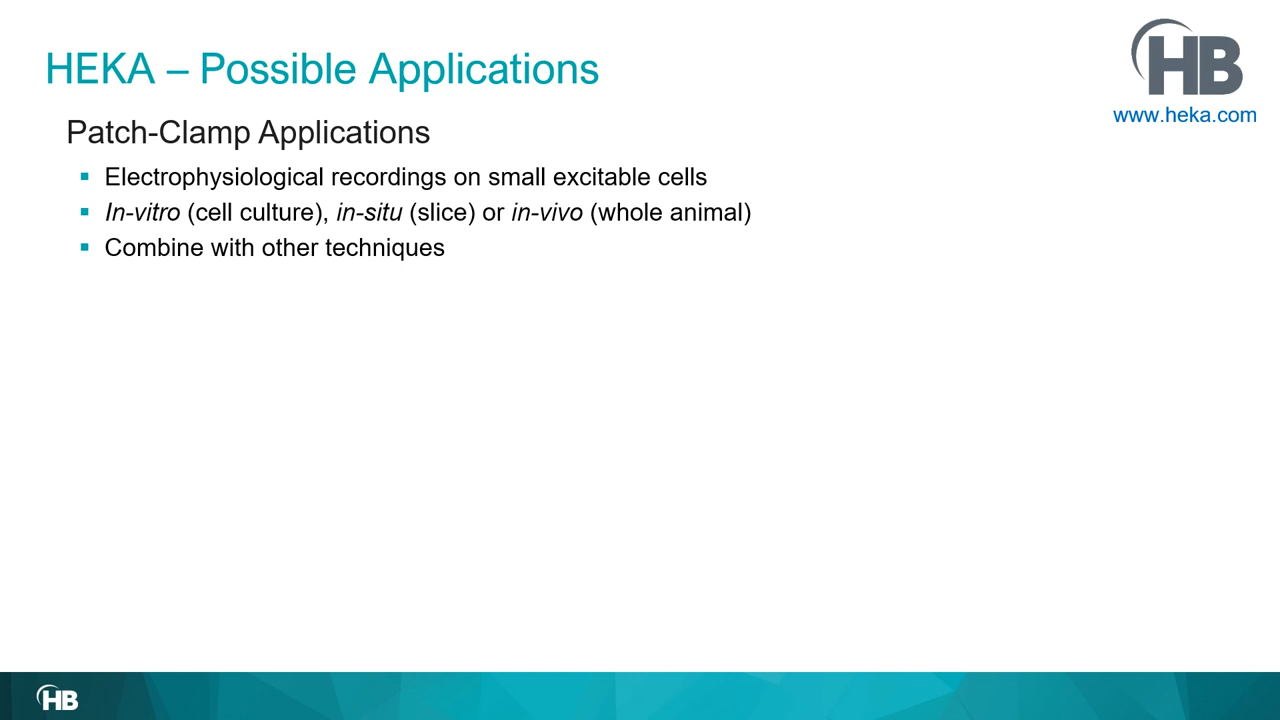 HEKA – Possible Applications
HB
www.heka.com
Patch-Clamp Applications
▪ Electrophysiological recordings on small excitable cells
▪ In-vitro (cell culture), in-situ (slice) or in-vivo (whole animal)
▪ Combine with other techniques
HB